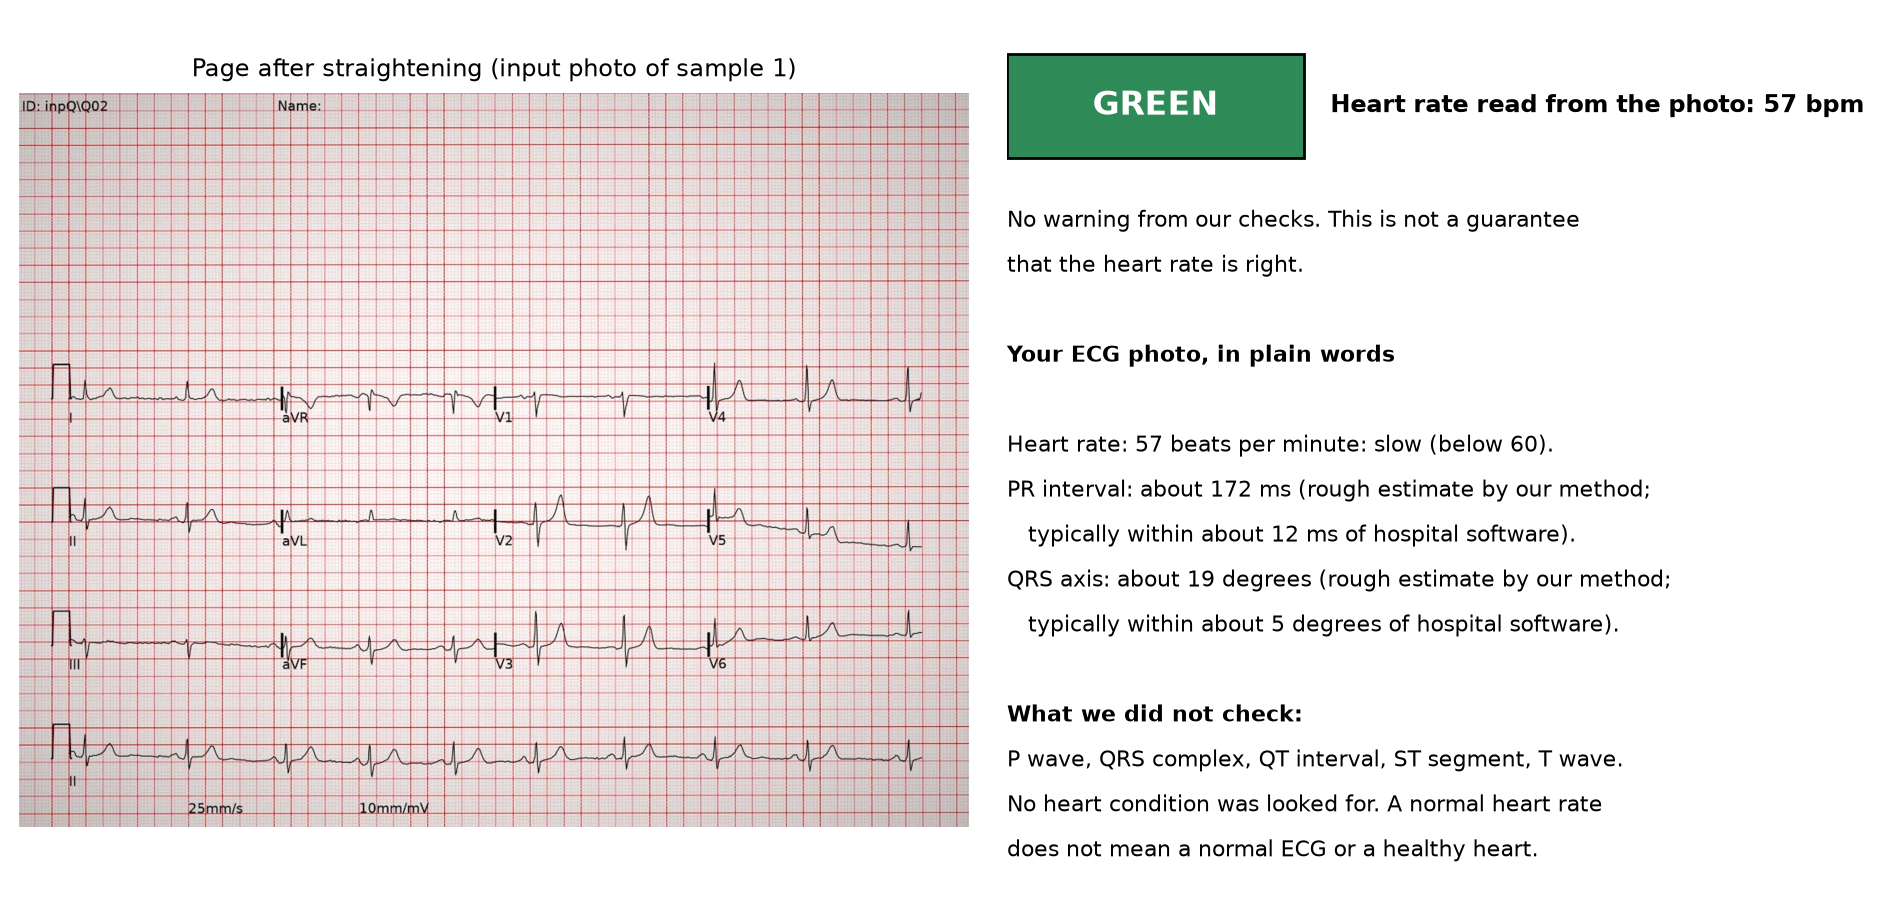 Page after straightening (input photo of sample 1)
ID: inpQ\Q02
Name:
I
aVR
V1
V4
II
aVL
V2
V5
III
aVF
V3
V6
II
25mm/s
10mm/mV
GREEN
Heart rate read from the photo: 57 bpm
No warning from our checks. This is not a guarantee
that the heart rate is right.
Your ECG photo, in plain words
Heart rate: 57 beats per minute: slow (below 60).
PR interval: about 172 ms (rough estimate by our method;
typically within about 12 ms of hospital software).
QRS axis: about 19 degrees (rough estimate by our method;
typically within about 5 degrees of hospital software).
What we did not check:
P wave, QRS complex, QT interval, ST segment, T wave.
No heart condition was looked for. A normal heart rate
does not mean a normal ECG or a healthy heart.